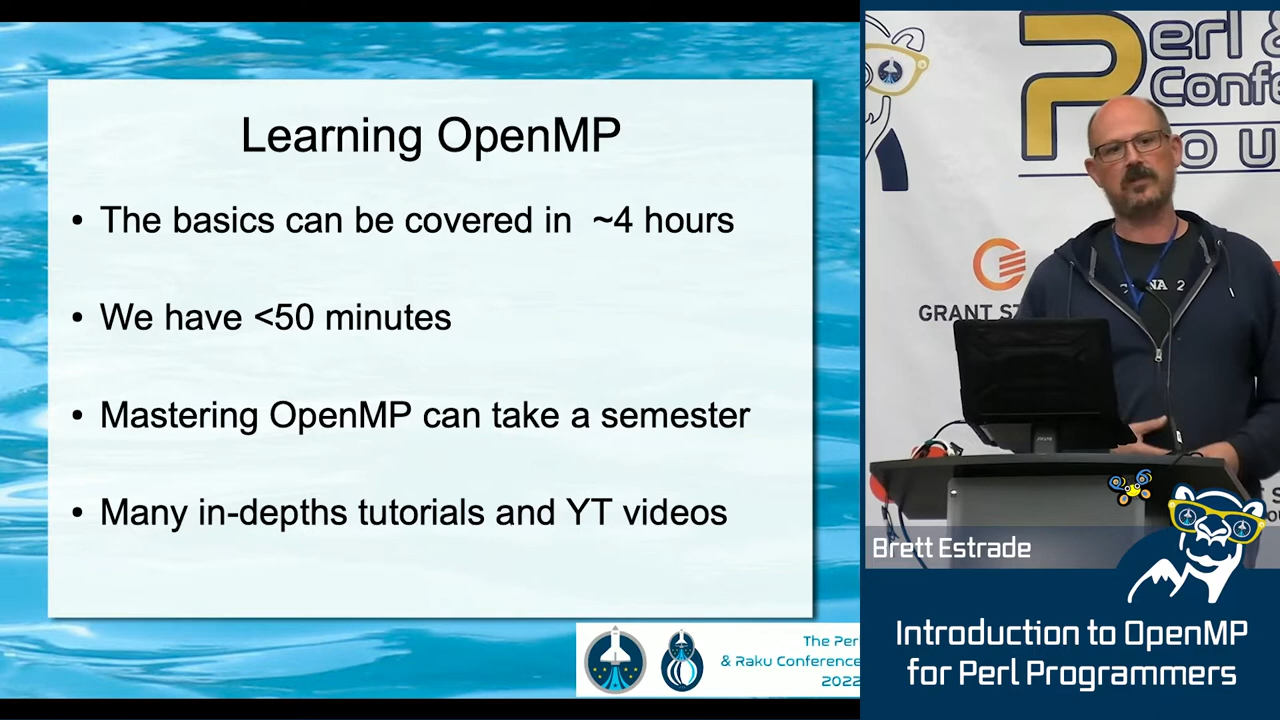 Learning OpenMP
• The basics can be covered in ~4 hours
• We have <50 minutes
• Mastering OpenMP can take a semester
• Many in-depths tutorials and YT videos
The Per
& Raku Conference
2022
Perl &
Confe
GRANT ST
Brett Estrade
Introduction to OpenMP
for Perl Programmers